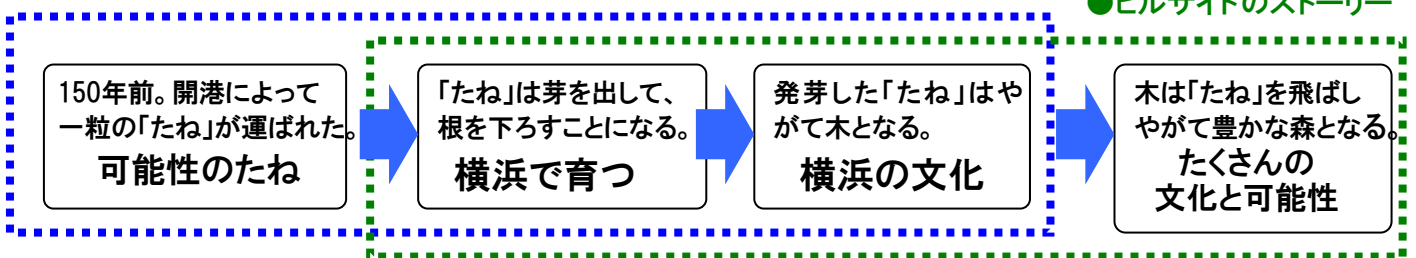 ●ヒルサイドのストーリー
150年前。開港によって
一粒の「たね」が運ばれた。
可能性のたね
「たね」は芽を出して、
根を下ろすことになる。
横浜で育つ
発芽した「たね」はや
がて木となる。
横浜の文化
木は「たね」を飛ばし
やがて豊かな森となる。
たくさんの
文化と可能性